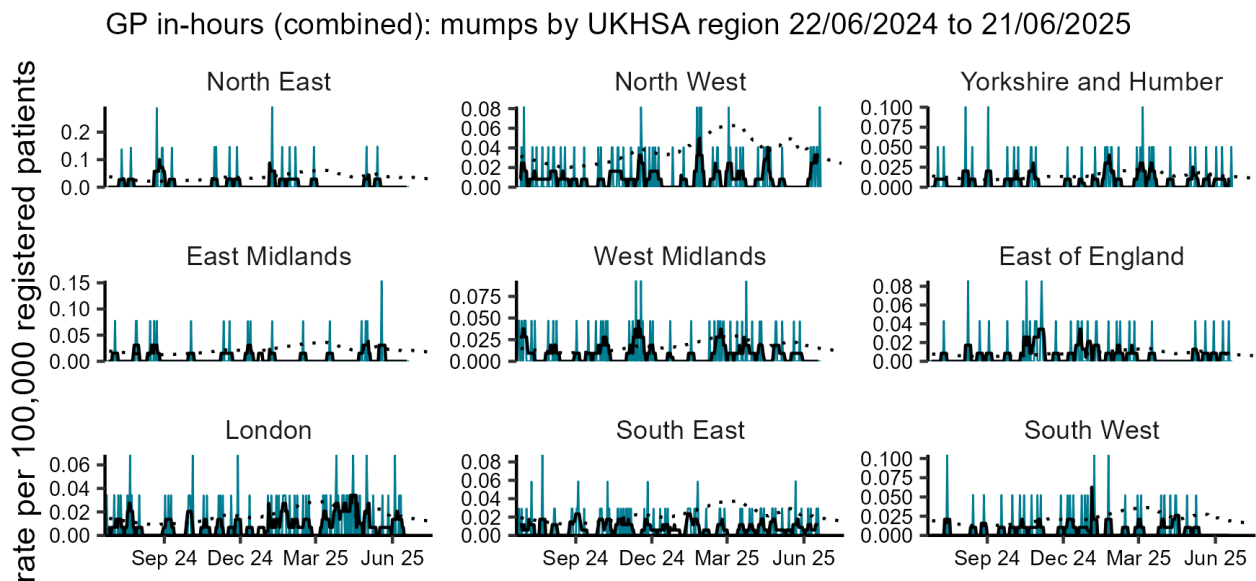 GP in-hours (combined): mumps by UKHSA region 22/06/2024 to 21/06/2025
rate per 100,000 registered patients
North East
0.2
0.1
0.0
North West
0.08
0.06
0.04
0.02
0.00
Yorkshire and Humber
0.100
0.075
0.050
0.025
0.000
East Midlands
0.15
0.10
0.05
0.00
West Midlands
0.075
0.050
0.025
0.000
East of England
0.08
0.06
0.04
0.02
0.00
London
0.06
0.04
0.02
0.00
Sep 24 Dec 24 Mar 25 Jun 25
South East
0.08
0.06
0.04
0.02
0.00
Sep 24 Dec 24 Mar 25 Jun 25
South West
0.100
0.075
0.050
0.025
0.000
Sep 24 Dec 24 Mar 25 Jun 25